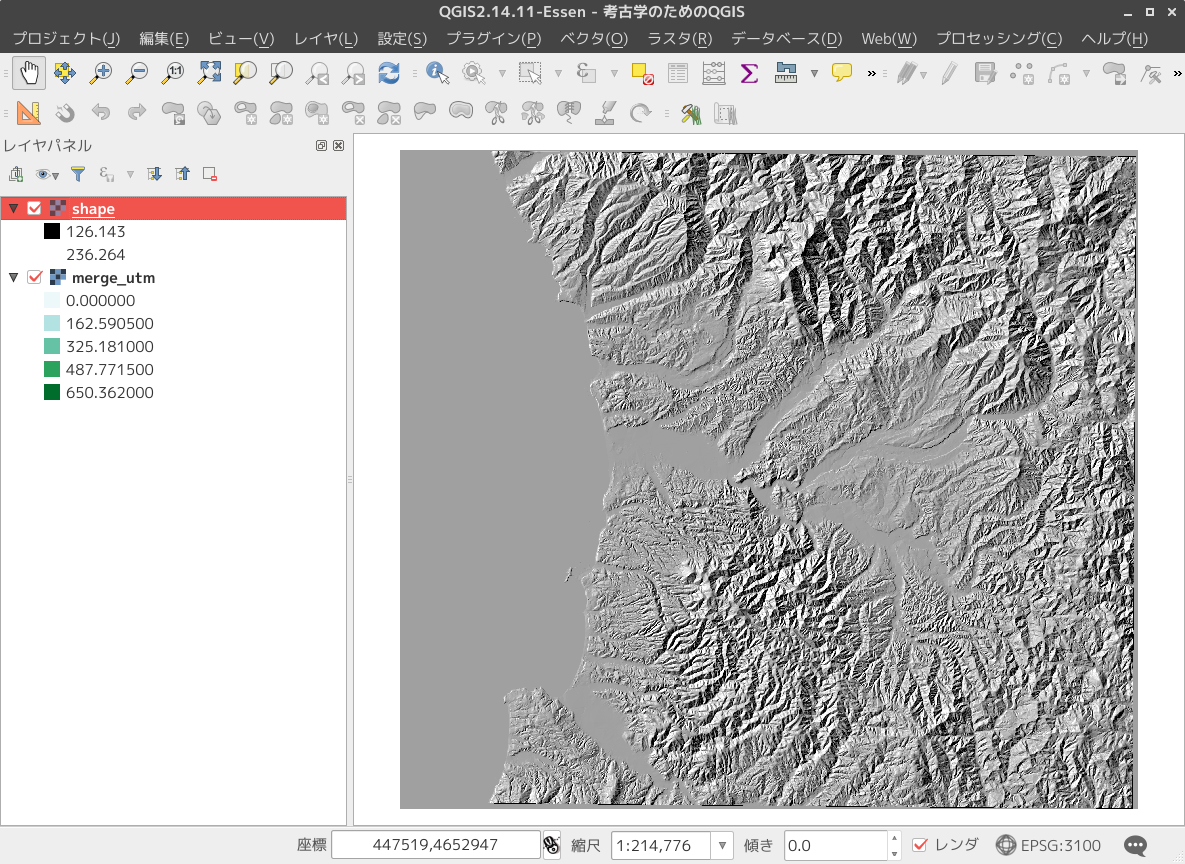 QGIS2.14.11-Essen - 考古学のためのQGIS
プロジェクト(J) 編集(E) ビュー(V) レイヤ(L) 設定(S) プラグイン(P) ベクタ(O) ラスタ(R) データベース(D) Web(W) プロセッシング(C) ヘルプ(H)
レイヤパネル
shape
126.143
236.264
merge_utm
0.000000
162.590500
325.181000
487.771500
650.362000
座標 447519,4652947 縮尺 1:214,776 傾き 0.0 レンダ EPSG:3100